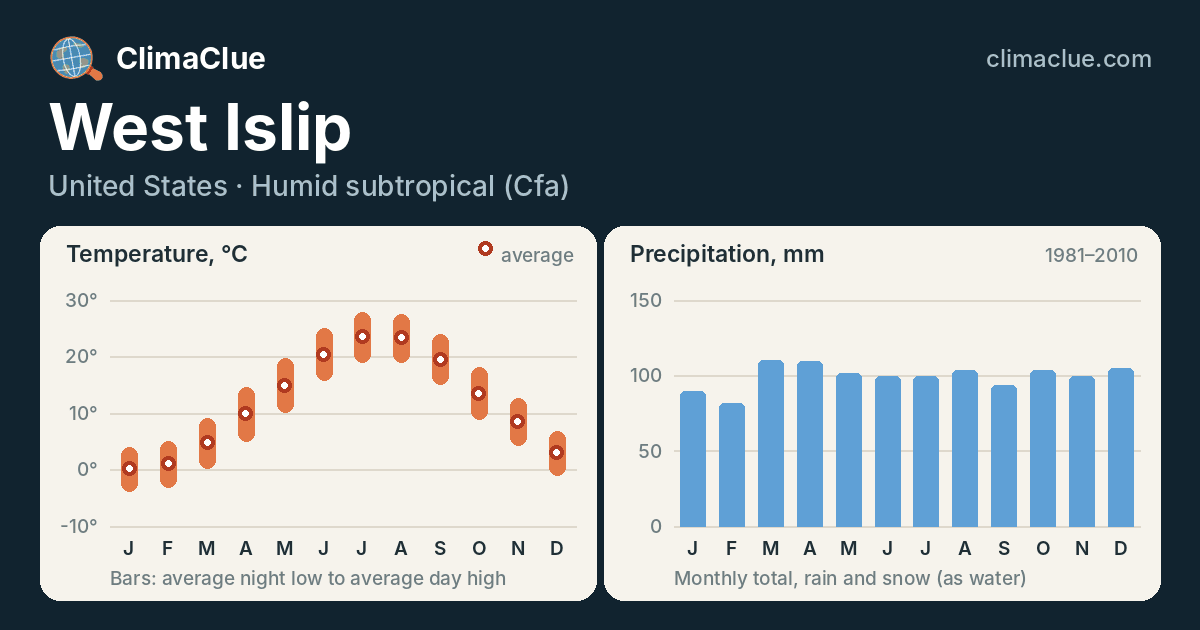 ClimaClue
climaclue.com
West Islip
United States · Humid subtropical (Cfa)
Temperature, °C
average
30°
20°
10°
0°
-10°
J F M A M J J A S O N D
Bars: average night low to average day high
Precipitation, mm
1981–2010
150
100
50
0
J F M A M J J A S O N D
Monthly total, rain and snow (as water)